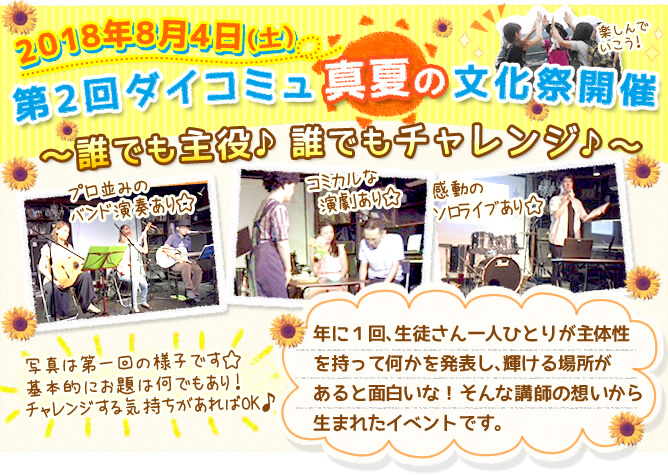 2018年8月4日(土)
楽しんで
いこう!
第2回ダイコミュ真夏の文化祭開催
～誰でも主役♪ 誰でもチャレンジ♪～
プロ並みの
バンド演奏あり☆
コミカルな
演劇あり☆
感動の
ソロライブあり☆
写真は第一回の様子です☆
基本的にお題は何でもあり!
チャレンジする気持ちがあればOK♪
年に1回、生徒さん一人ひとりが主体性
を持って何かを発表し、輝ける場所が
あると面白いな！そんな講師の想いから
生まれたイベントです。